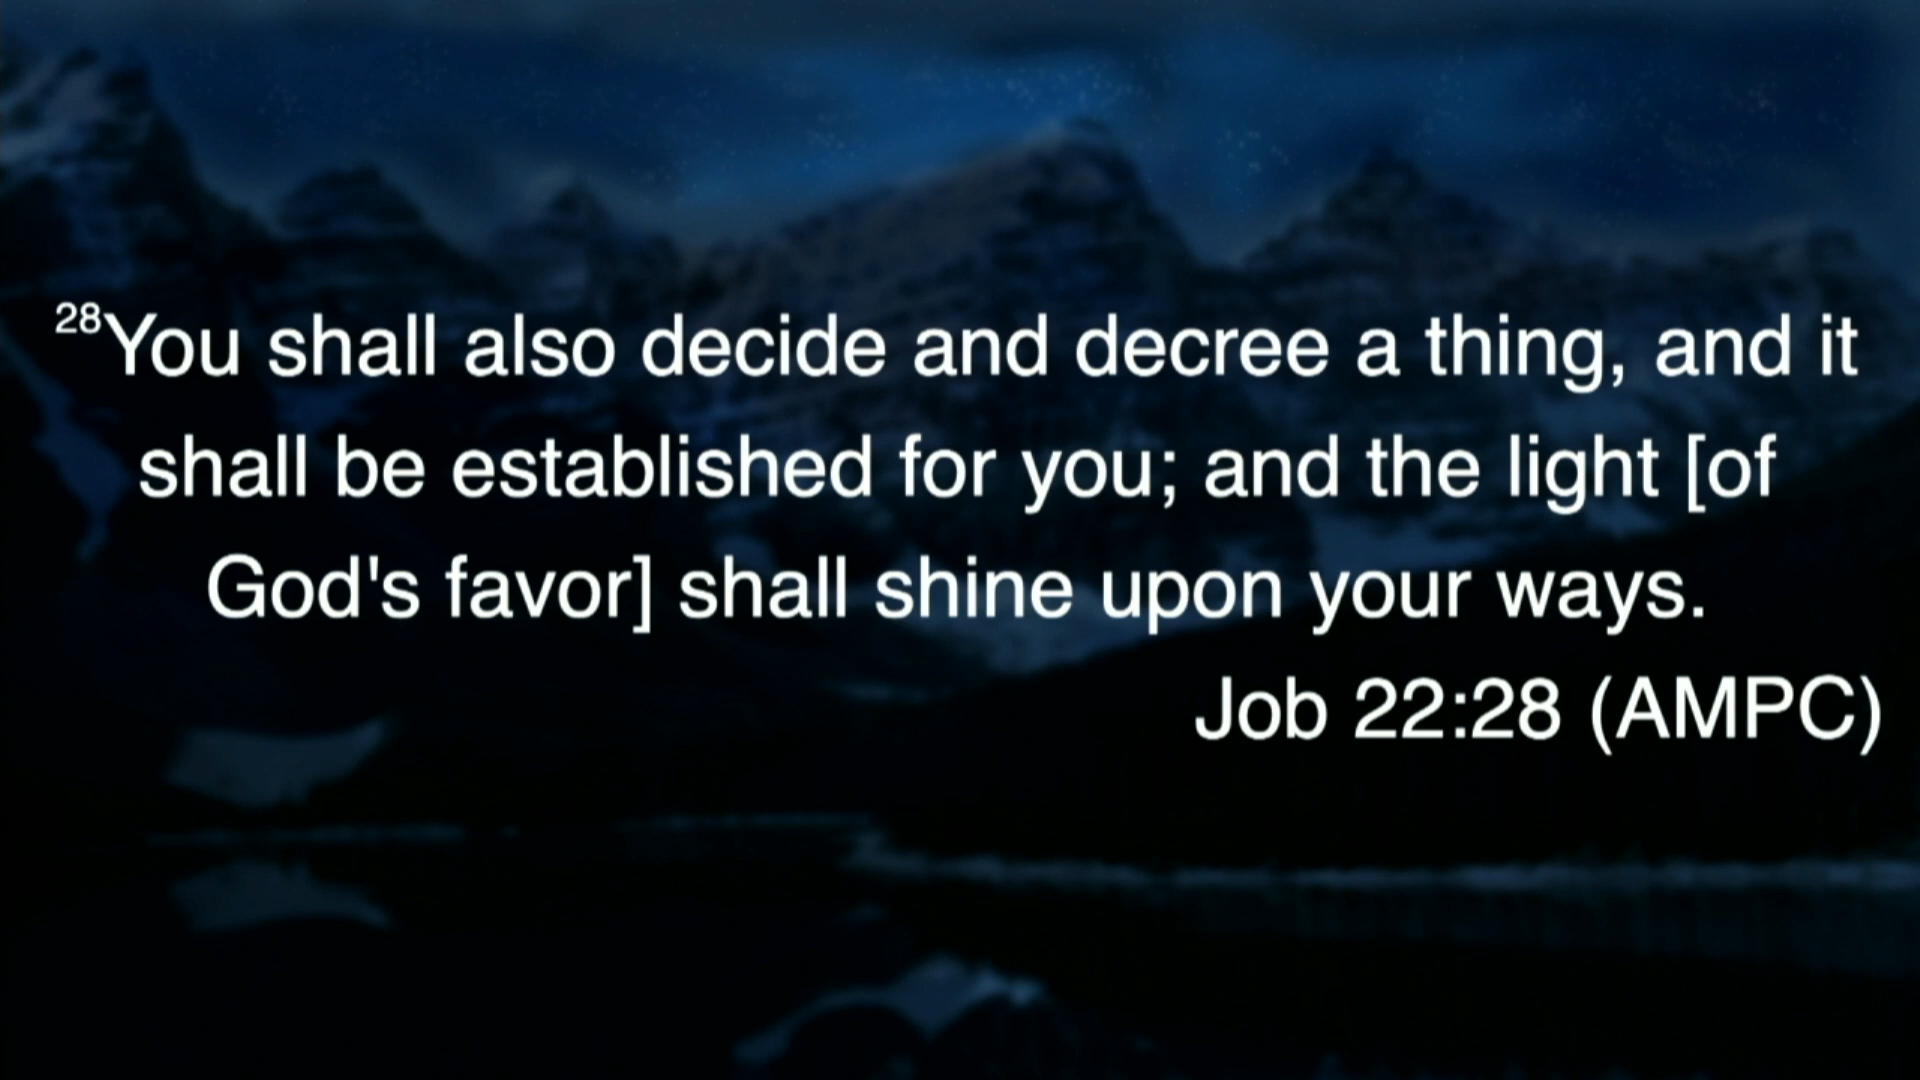 28You shall also decide and decree a thing, and it
shall be established for you; and the light [of
God's favor] shall shine upon your ways.
Job 22:28 (AMPC)